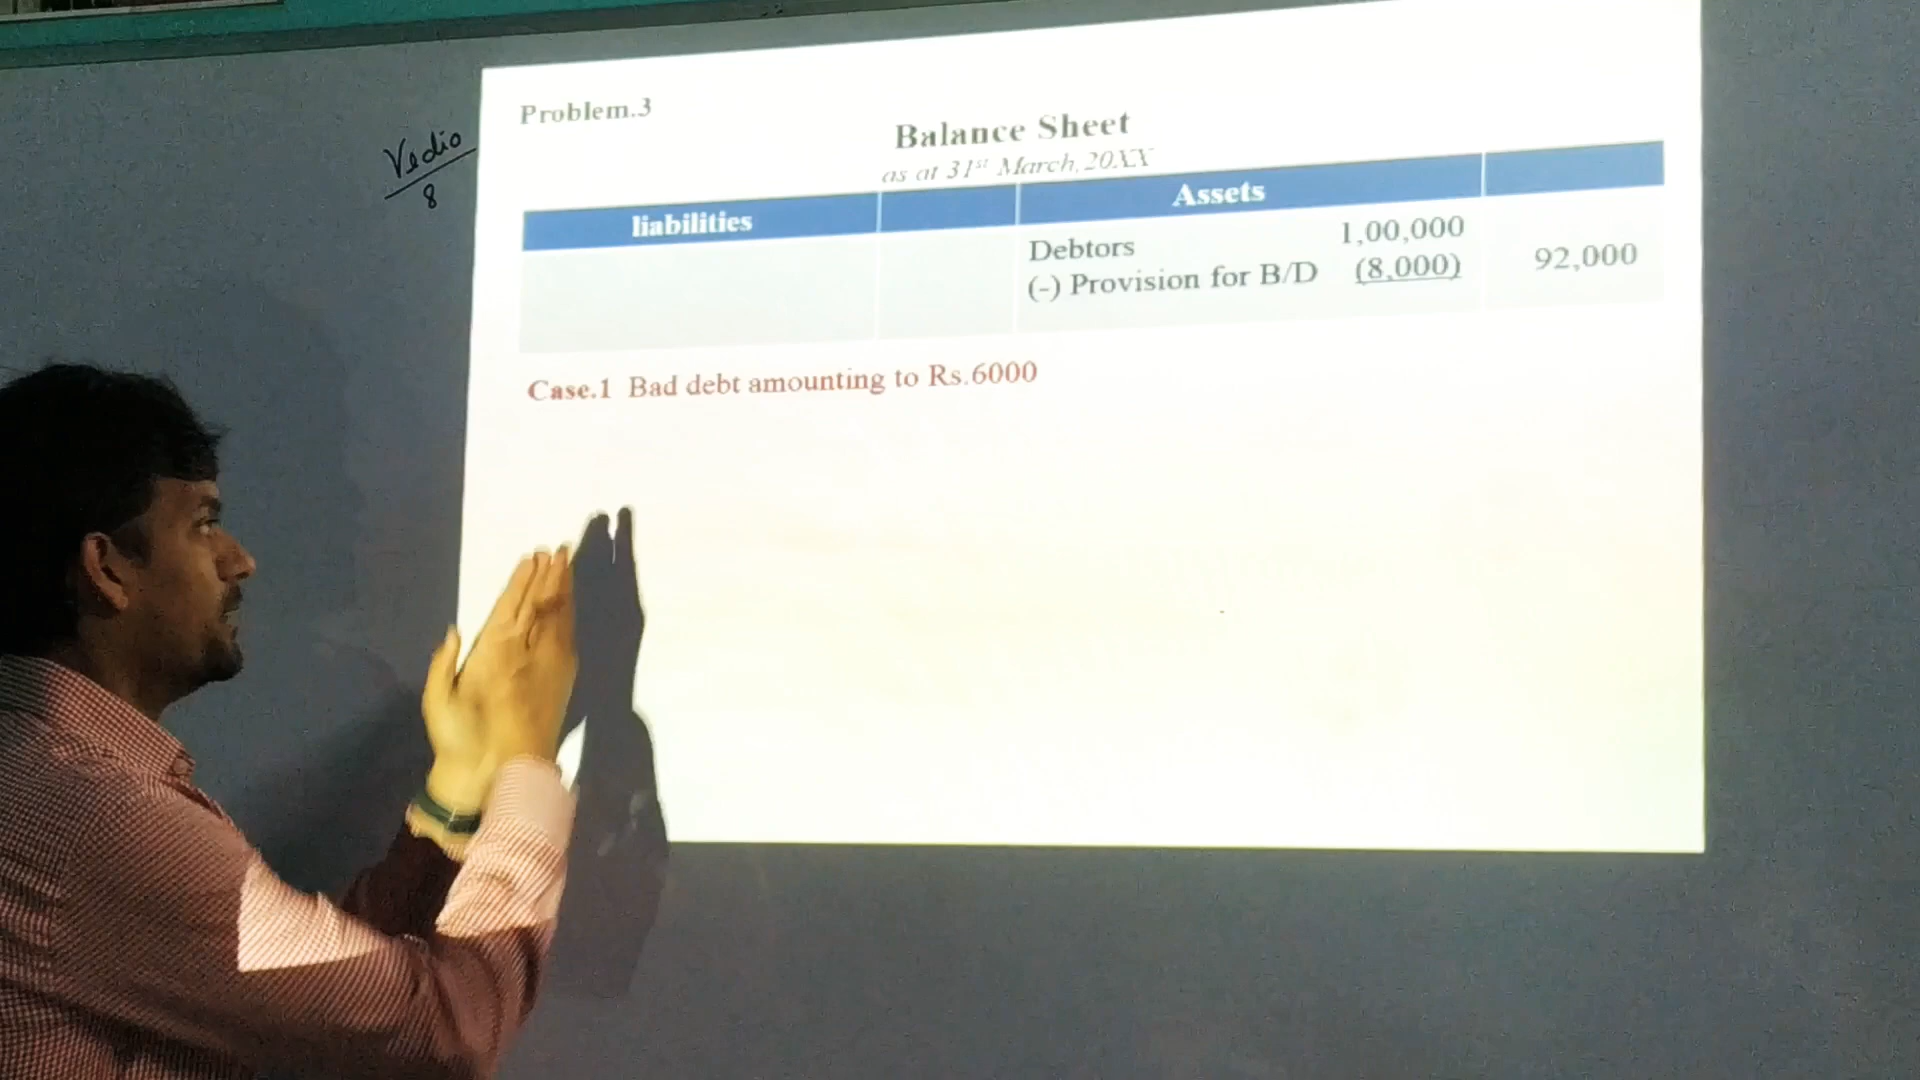 Vedio
8
Problem.3
Balance Sheet
as at 31st March,20XX
liabilities Assets
Debtors 1,00,000
(-) Provision for B/D (8,000) 92,000
Case.1 Bad debt amounting to Rs.6000